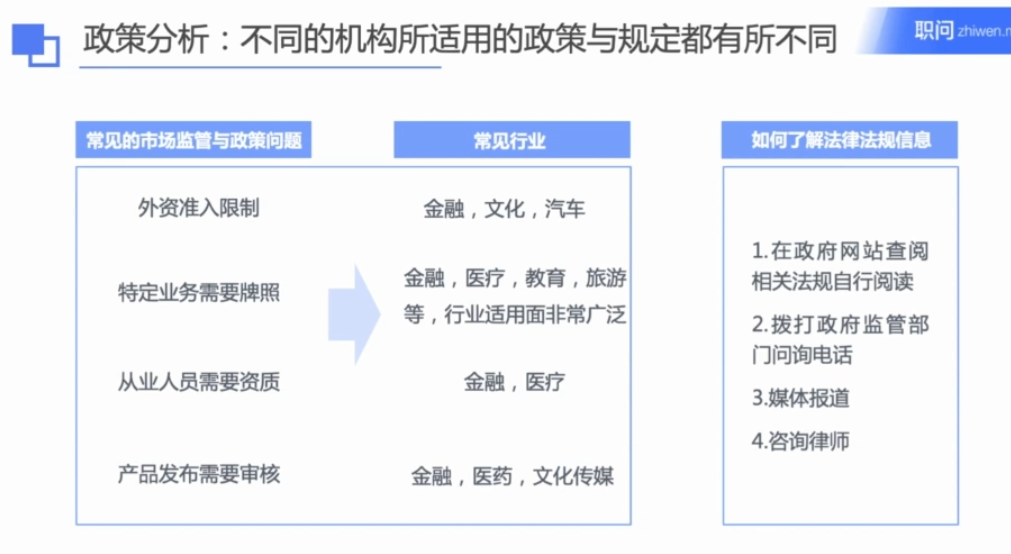 政策分析：不同的机构所适用的政策与规定都有所不同
职问 zhiwen.
常见的市场监管与政策问题
常见行业
外资准入限制
金融，文化，汽车
特定业务需要牌照
金融，医疗，教育，旅游
等，行业适用面非常广泛
从业人员需要资质
金融，医疗
产品发布需要审核
金融，医药，文化传媒
如何了解法律法规信息
1.在政府网站查阅
相关法规自行阅读
2.拨打政府监管部
门问询电话
3.媒体报道
4.咨询律师